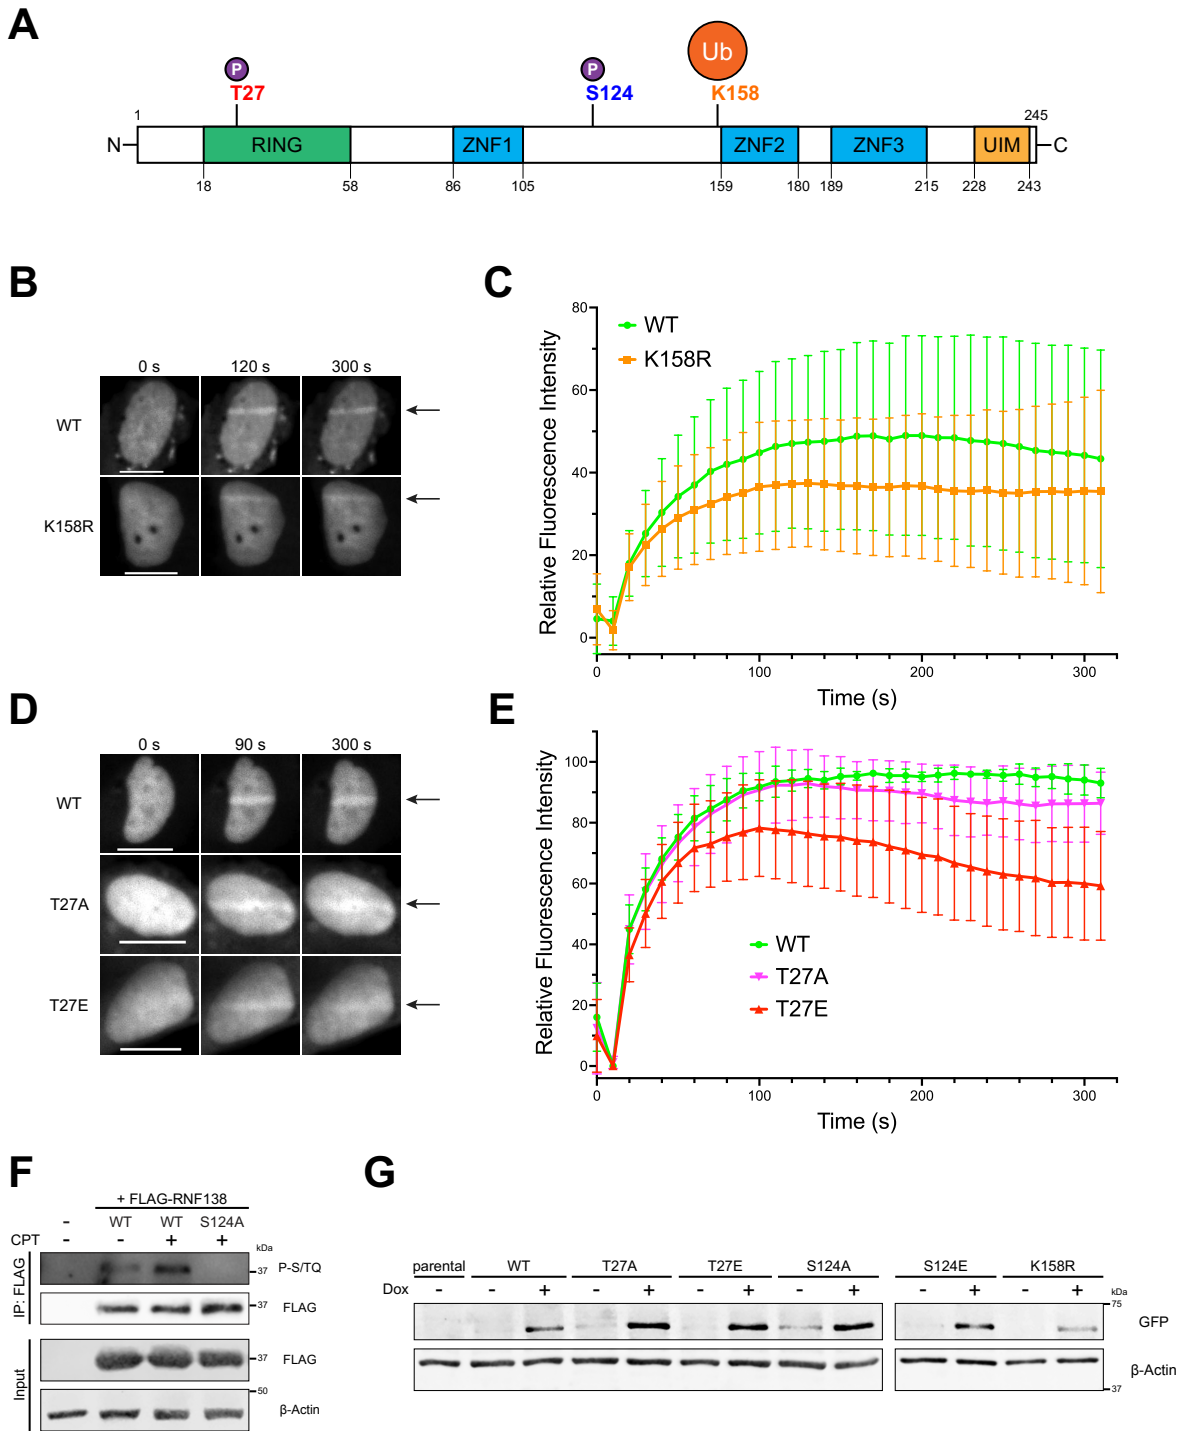 A
P
P
Ub
T27
S124
K158
1
245
N
RING
ZNF1
ZNF2
ZNF3
UIM
C
18
58
86
105
159
180
189
215
228
243
B
0 s
120 s
300 s
WT
K158R
C
Relative Fluorescence Intensity
80
60
40
20
0
WT
K158R
0
100
200
300
Time (s)
D
0 s
90 s
300 s
WT
T27A
T27E
E
Relative Fluorescence Intensity
100
80
60
40
20
0
WT
T27A
T27E
0
100
200
300
Time (s)
F
+ FLAG-RNF138
- WT WT S124A
CPT - - + +
kDa
IP: FLAG
37
P-S/TQ
37
FLAG
Input
37
FLAG
50
β-Actin
G
parental WT T27A T27E S124A S124E K158R
Dox - - + - + - + - + - + - +
kDa
75
GFP
β-Actin
37